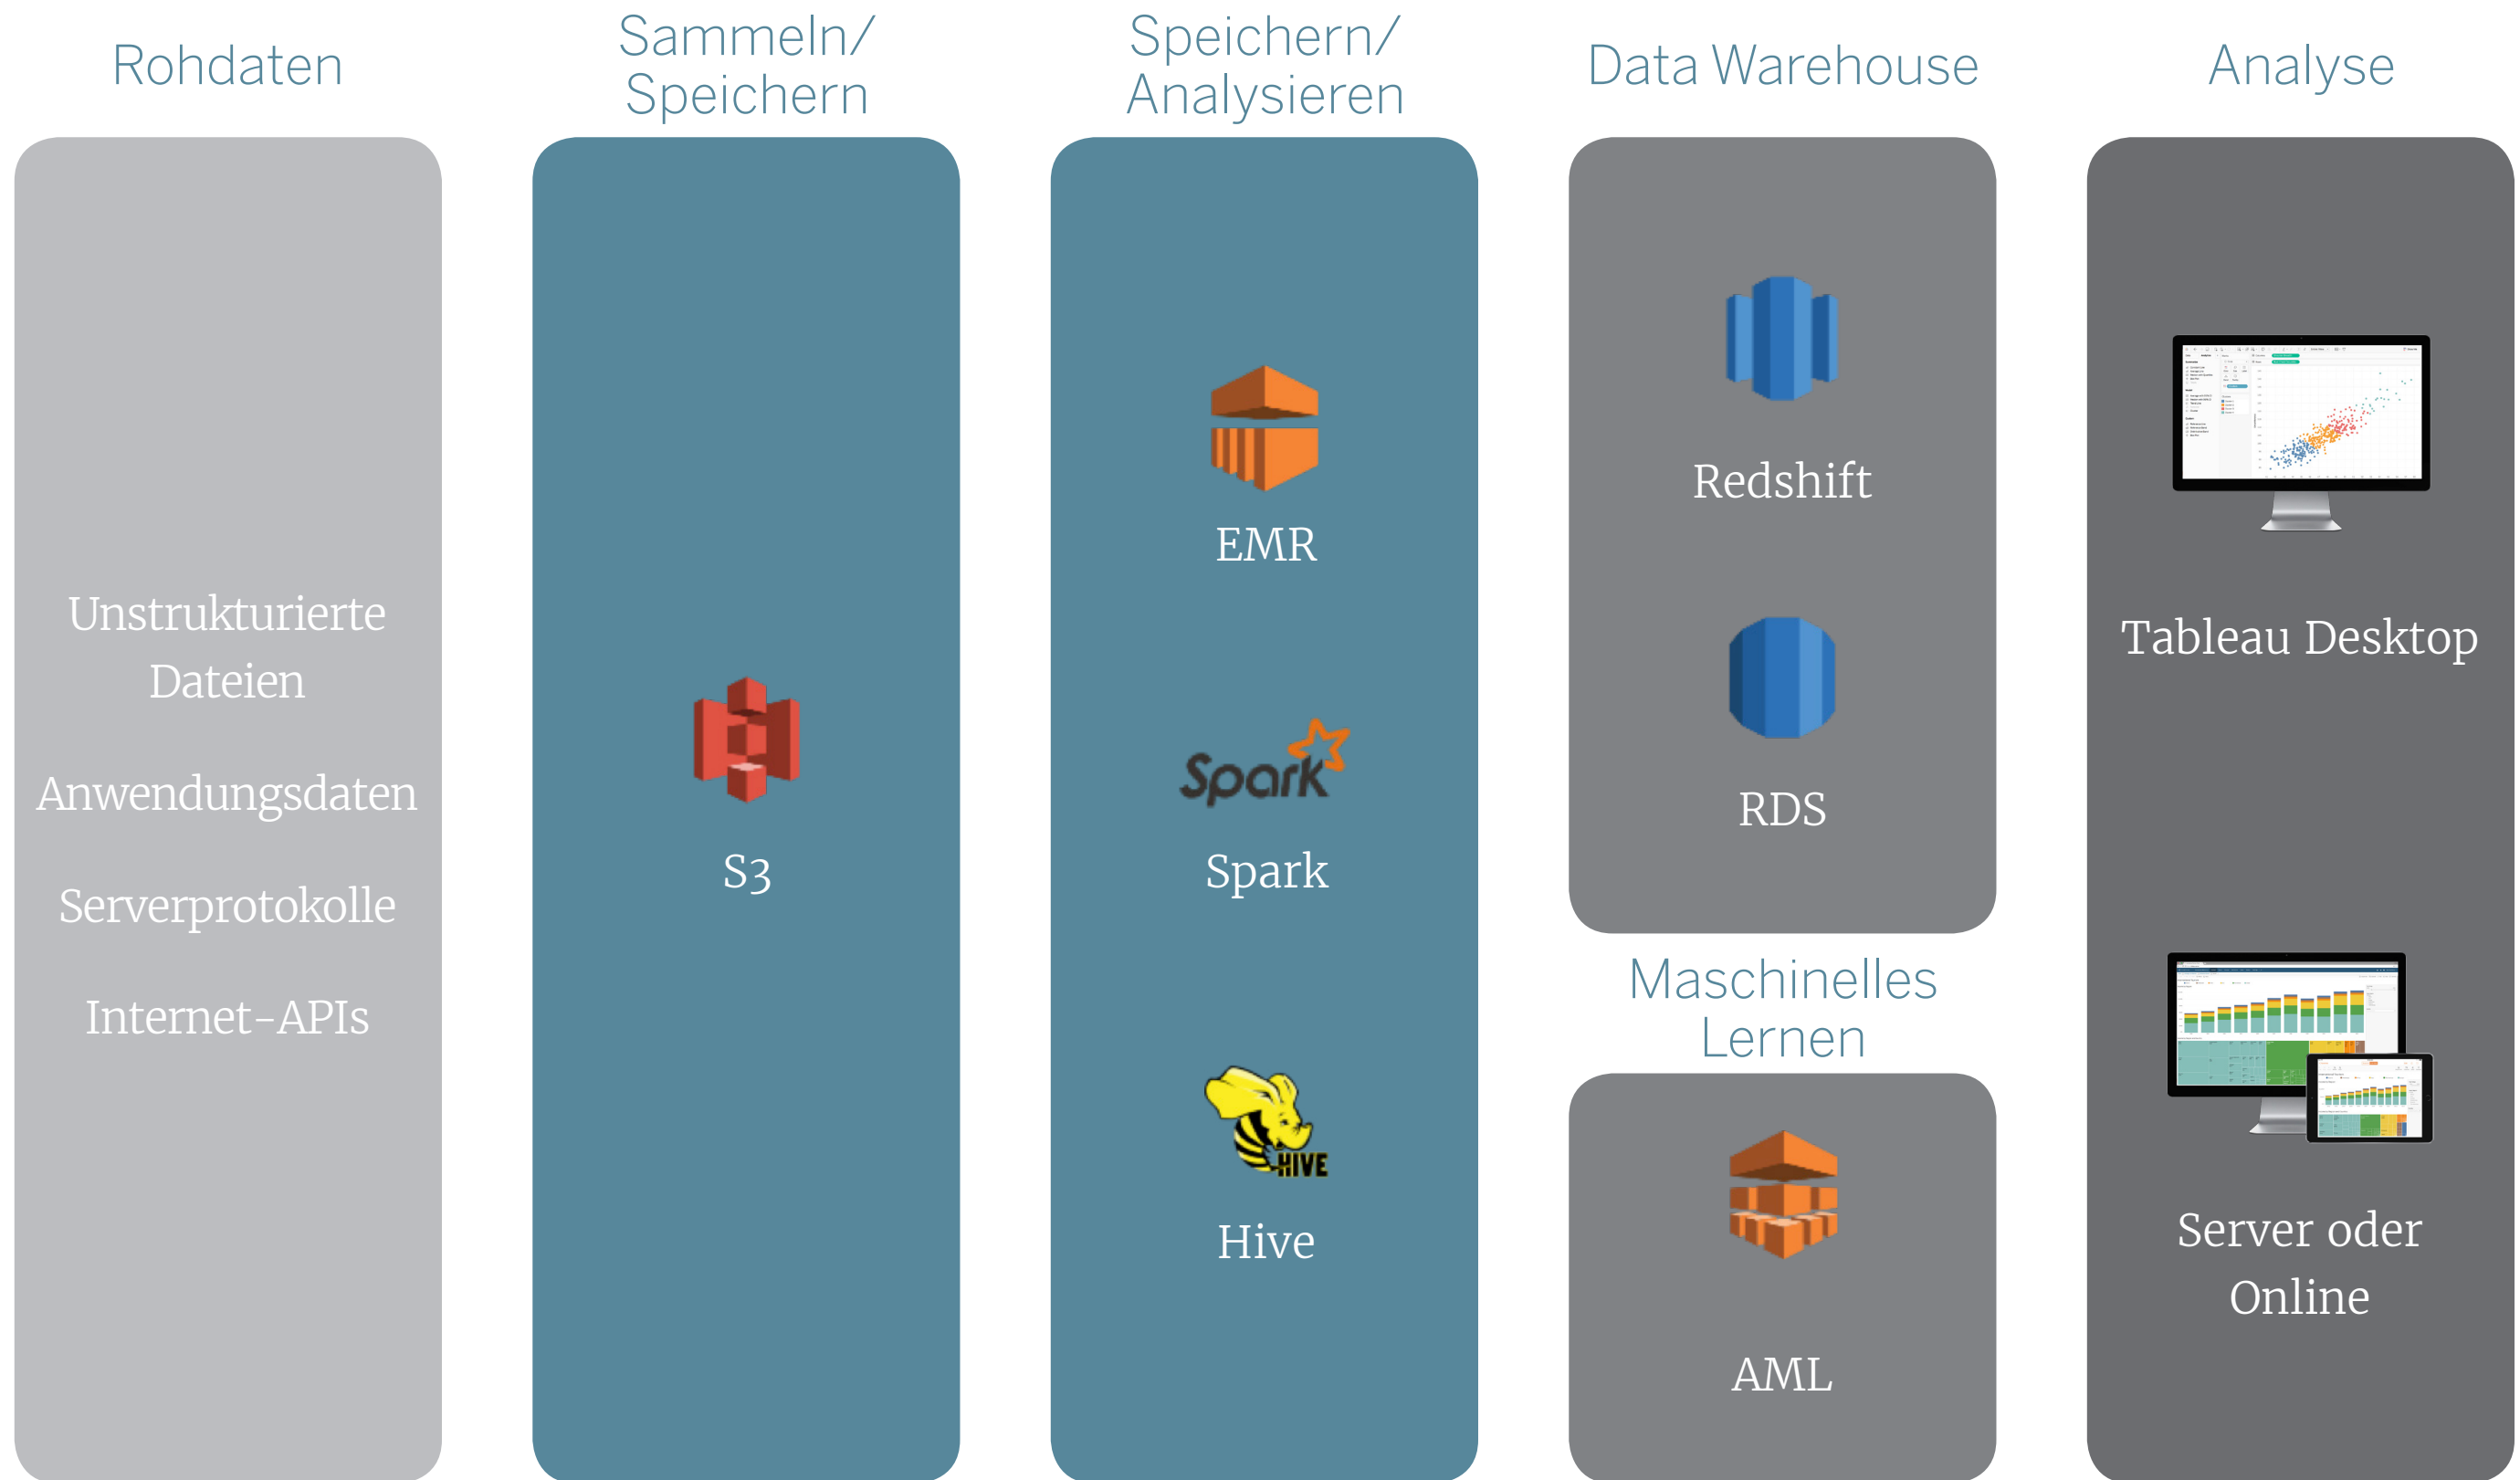 Rohdaten
Unstrukturierte
Dateien
Anwendungsdaten
Serverprotokolle
Internet-APIs
Sammeln/
Speichern
S3
Speichern/
Analysieren
EMR
Spark
Spark
HIVE
Hive
Data Warehouse
Redshift
RDS
Maschinelles
Lernen
AML
Analyse
Tableau Desktop
Server oder
Online